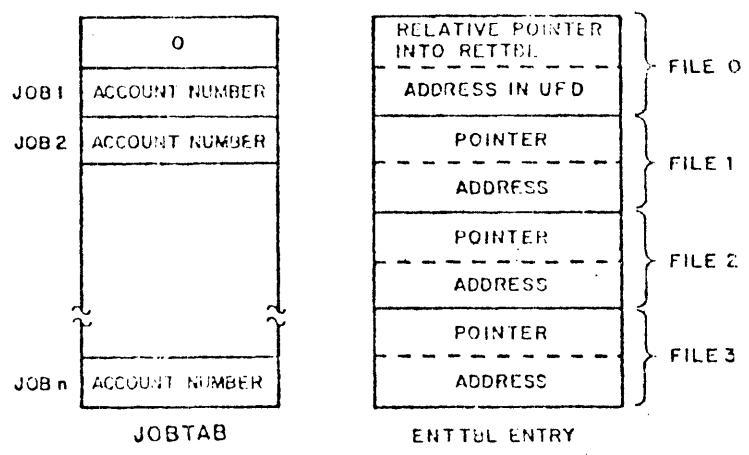 0
JOB 1
ACCOUNT NUMBER
JOB 2
ACCOUNT NUMBER
JOB n
ACCOUNT NUMBER
JOBTAB
RELATIVE POINTER
INTO RETTBL
ADDRESS IN UFD
FILE 0
POINTER
ADDRESS
FILE 1
POINTER
ADDRESS
FILE 2
POINTER
ADDRESS
FILE 3
ENTTBL ENTRY